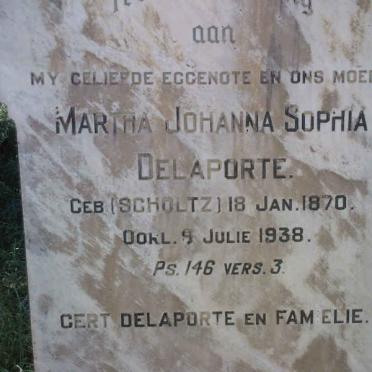 aan
MY GELIEFDE EGGENOTE EN ONS MOE
MARTHA JOHANNA SOPHIA
DELAPORTE.
GEB (SCHOLTZ) 18 JAN. 1870.
OORL. 9 JULIE 1938.
PS. 146 VERS. 3.
GERT DELAPORTE EN FAMIELIE.